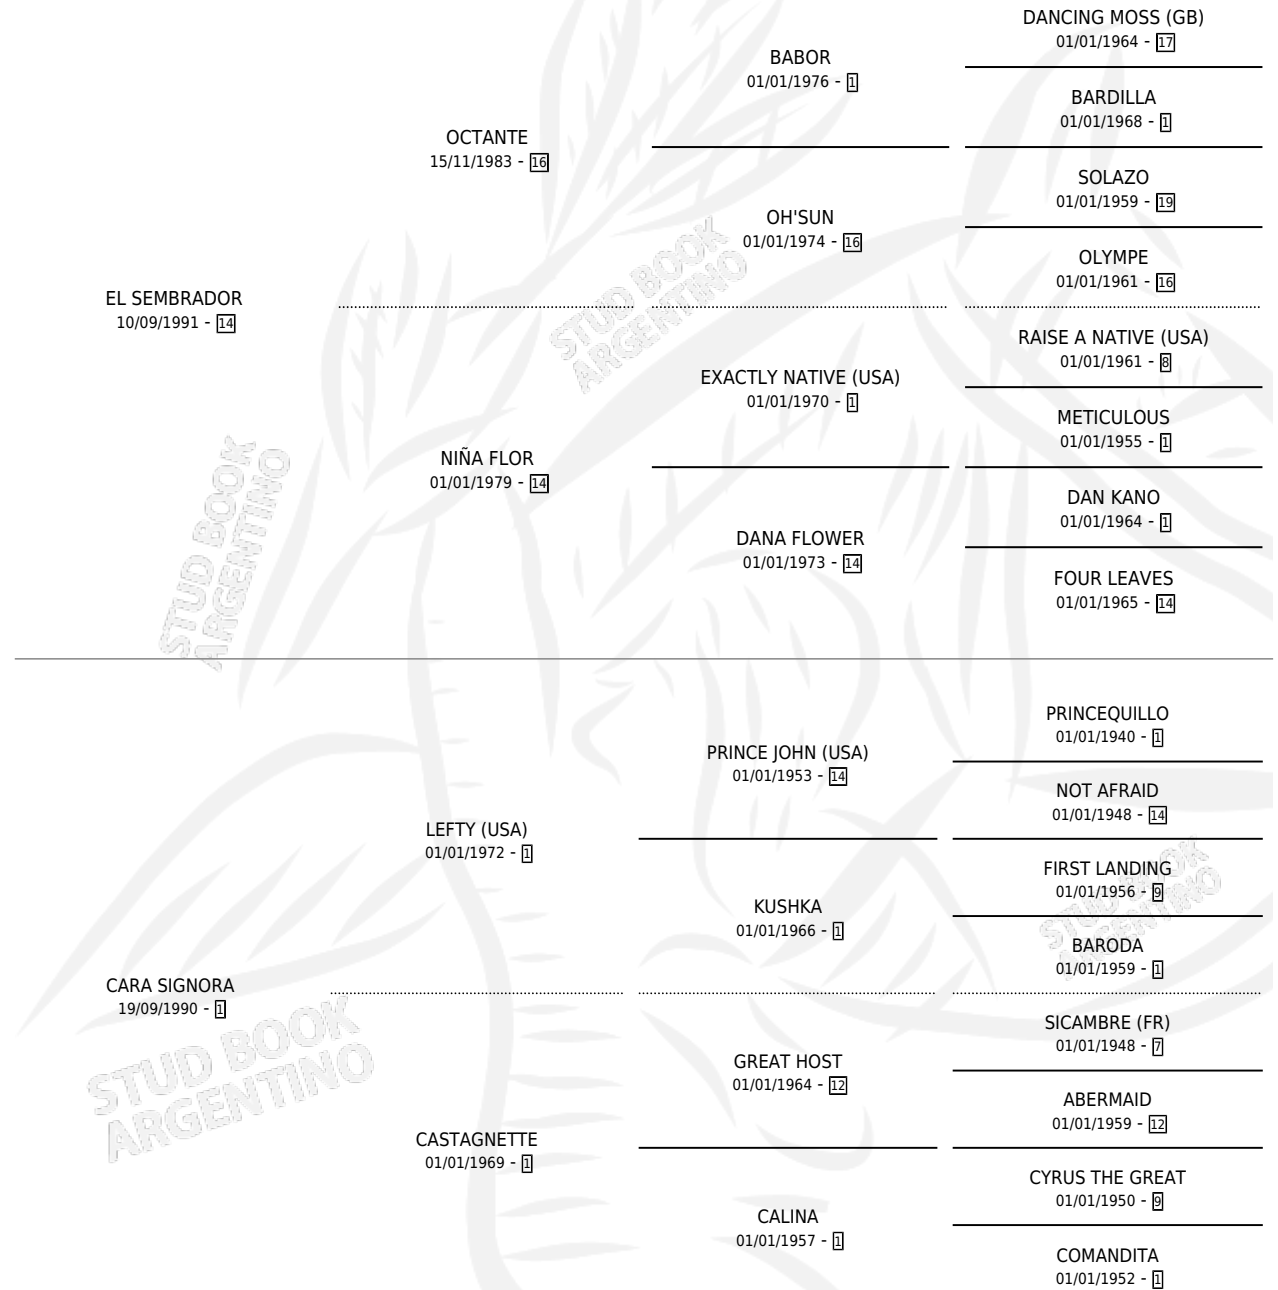 DANCING MOSS (GB)
01/01/1964 - 17
BABOR
01/01/1976 - 1
BARDILLA
01/01/1968 - 1
OCTANTE
15/11/1983 - 16
SOLAZO
01/01/1959 - 19
OH'SUN
01/01/1974 - 16
OLYMPE
01/01/1961 - 16
EL SEMBRADOR
10/09/1991 - 14
RAISE A NATIVE (USA)
01/01/1961 - 8
EXACTLY NATIVE (USA)
01/01/1970 - 1
METICULOUS
01/01/1955 - 1
NIÑA FLOR
01/01/1979 - 14
DAN KANO
01/01/1964 - 1
DANA FLOWER
01/01/1973 - 14
FOUR LEAVES
01/01/1965 - 14
PRINCEQUILLO
01/01/1940 - 1
PRINCE JOHN (USA)
01/01/1953 - 14
NOT AFRAID
01/01/1948 - 14
LEFTY (USA)
01/01/1972 - 1
FIRST LANDING
01/01/1956 - 9
KUSHKA
01/01/1966 - 1
BARODA
01/01/1959 - 1
CARA SIGNORA
19/09/1990 - 1
SICAMBRE (FR)
01/01/1948 - 7
GREAT HOST
01/01/1964 - 12
ABERMAID
01/01/1959 - 12
CASTAGNETTE
01/01/1969 - 1
CYRUS THE GREAT
01/01/1950 - 9
CALINA
01/01/1957 - 1
COMANDITA
01/01/1952 - 1
STUD BOOK
ARGENTINO
STUD BOOK
ARGENTINO
STUD BOOK
ARGENTINO
STUD BOOK
ARGENTINO